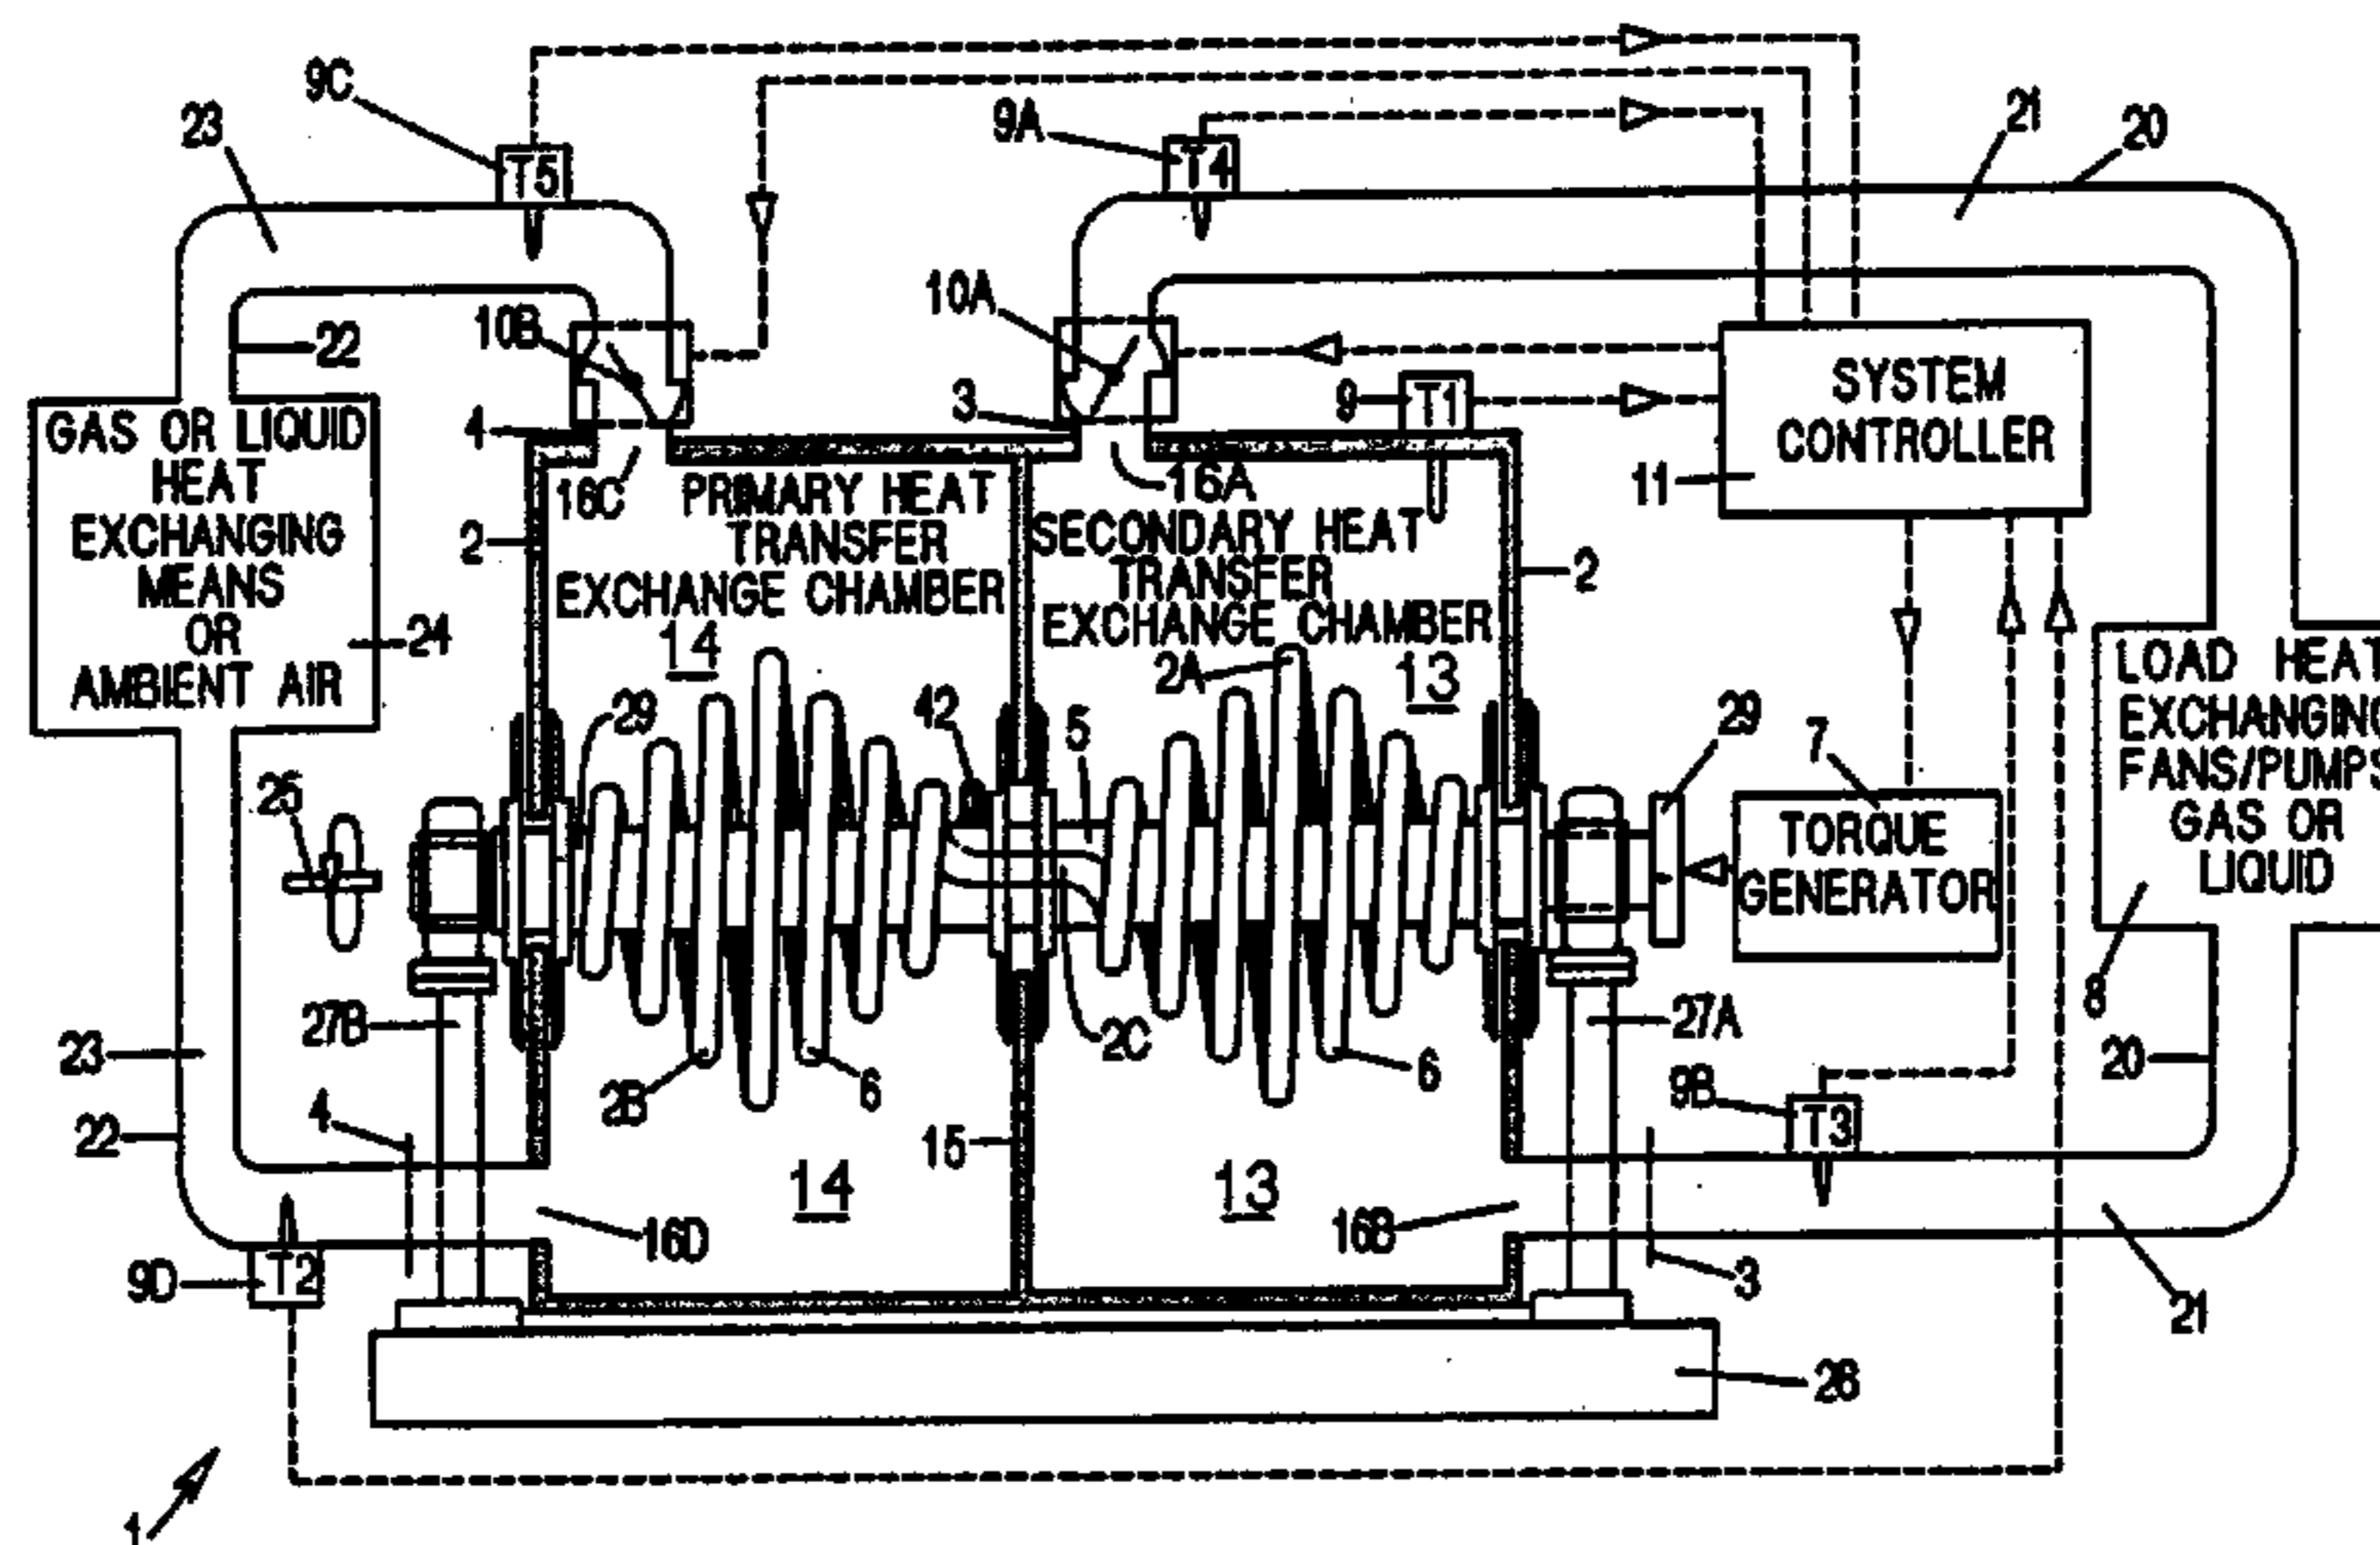 9C
23
T5
9A
T4
21
20
10B
10A
22
4
3
9
T1
SYSTEM
CONTROLLER
11
GAS OR LIQUID
HEAT
EXCHANGING
MEANS
OR
AMBIENT AIR
24
2
16C
PRIMARY HEAT
TRANSFER
EXCHANGE CHAMBER
14
16A
SECONDARY HEAT
TRANSFER
EXCHANGE CHAMBER
13
2A
2
LOAD HEAT
EXCHANGING
FANS/PUMPS
GAS OR
LIQUID
8
29
42
5
29
7
TORQUE
GENERATOR
25
27B
2B
6
2C
6
27A
23
22
4
15
9B
T3
20
14
13
16D
16B
3
21
9D
T2
26
1